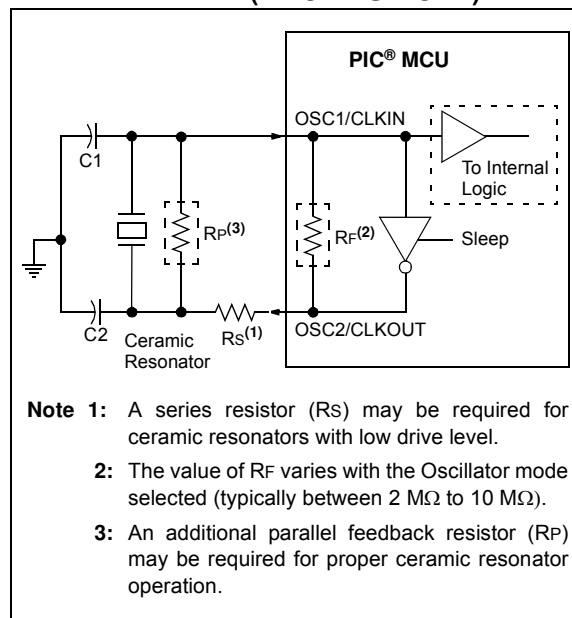 PIC® MCU
OSC1/CLKIN
C1
To Internal
Logic
RP(3)
RF(2)
Sleep
C2
Ceramic
Resonator
RS(1)
OSC2/CLKOUT
Note 1: A series resistor (RS) may be required for
ceramic resonators with low drive level.
2: The value of RF varies with the Oscillator mode
selected (typically between 2 MΩ to 10 MΩ).
3: An additional parallel feedback resistor (RP)
may be required for proper ceramic resonator
operation.